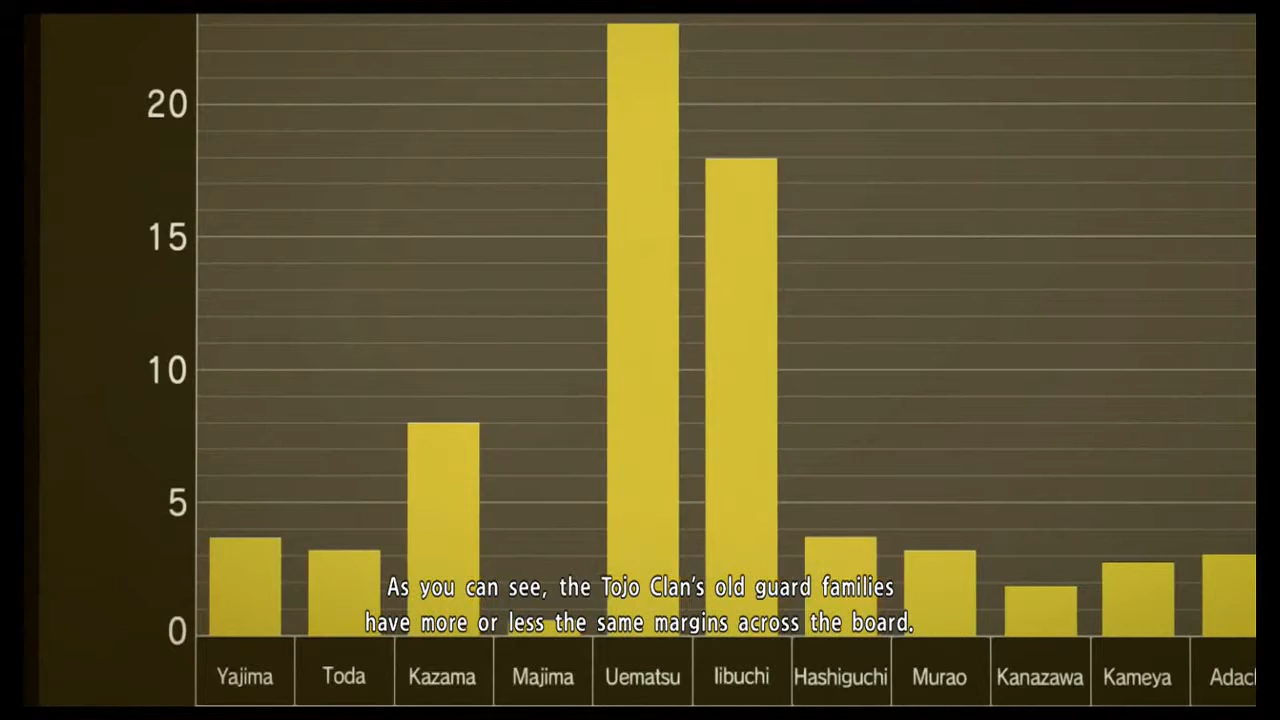 20
15
10
5
0
As you can see, the Tojo Clan's old guard families
have more or less the same margins across the board.
Yajima Toda Kazama Majima Uematsu Iibuchi Hashiguchi Murao Kanazawa Kameya Adac